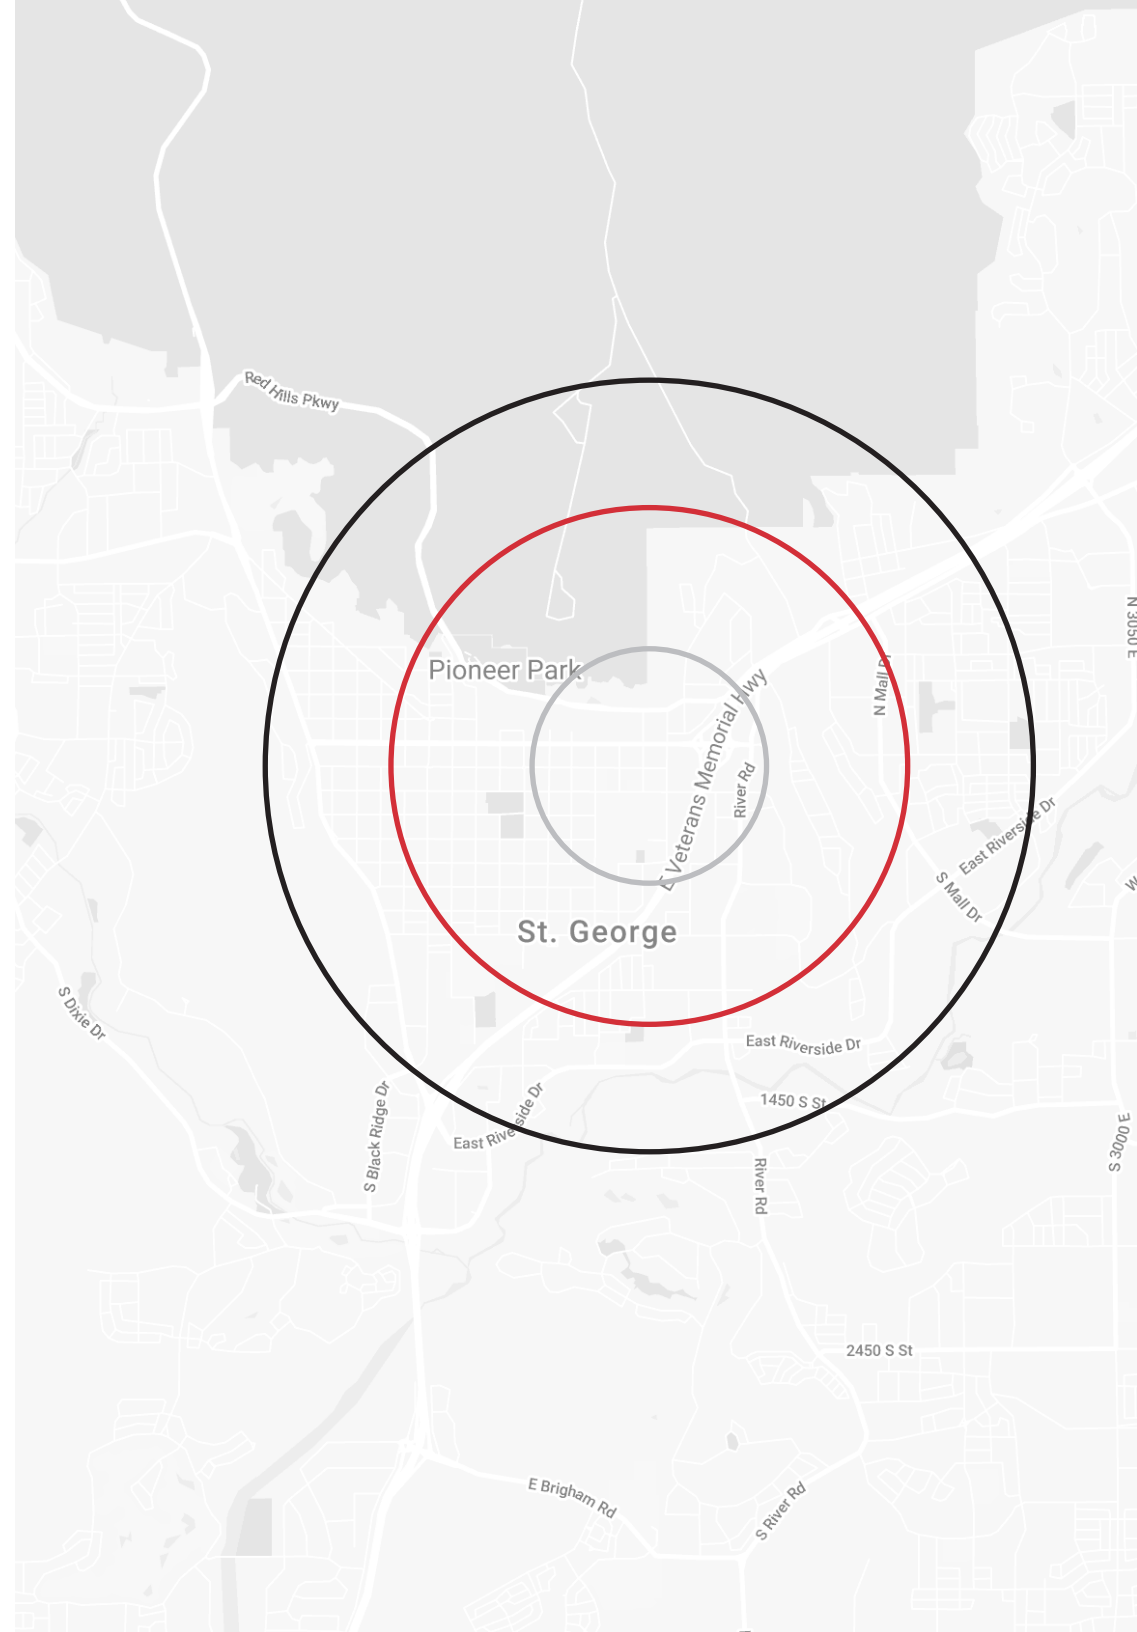 Red Hills Pkwy
N 3050 E
Pioneer Park
N Mall Dr
E Veterans Memorial Hwy
River Rd
East Riverside Dr
S Mall Dr
St. George
S Dixie Dr
East Riverside Dr
1450 S St
S Black Ridge Dr
East Riverside Dr
River Rd
S 3000 E
2450 S St
E Brigham Rd
S River Rd